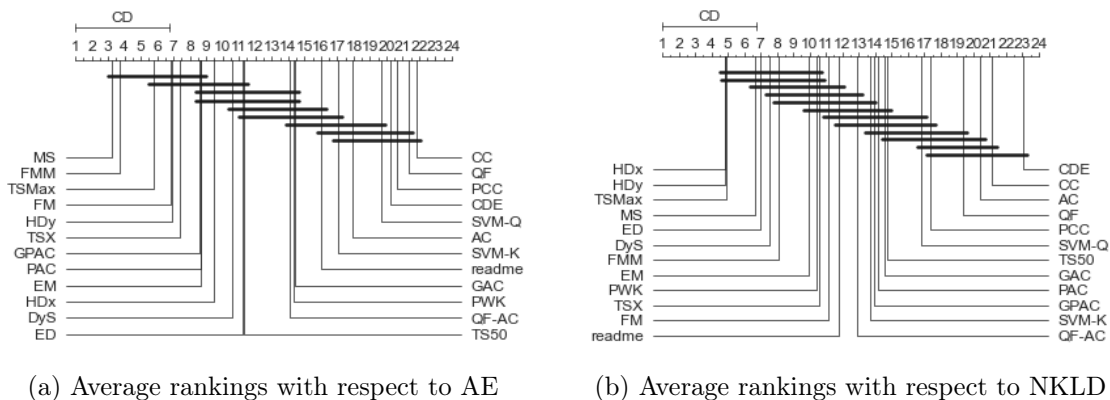 CD
1 2 3 4 5 6 7 8 9 10 11 12 13 14 15 16 17 18 19 20 21 22 23 24
MS
FMM
TSMax
FM
HDy
TSX
GPAC
PAC
EM
HDx
DyS
ED
CC
QF
PCC
CDE
SVM-Q
AC
SVM-K
readme
GAC
PWK
QF-AC
TS50
(a) Average rankings with respect to AE
CD
1 2 3 4 5 6 7 8 9 10 11 12 13 14 15 16 17 18 19 20 21 22 23 24
HDx
HDy
TSMax
MS
ED
DyS
FMM
EM
PWK
TSX
FM
readme
CDE
CC
AC
QF
PCC
SVM-Q
TS50
GAC
PAC
GPAC
SVM-K
QF-AC
(b) Average rankings with respect to NKLD